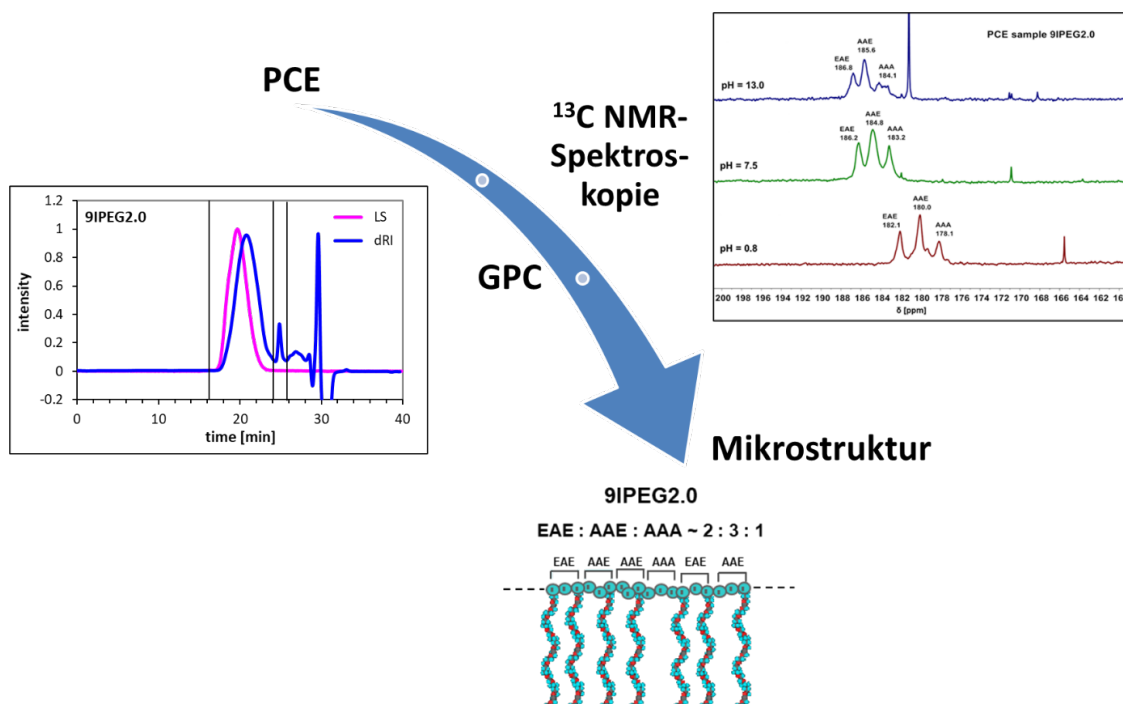 PCE
¹³C NMR-
Spektros-
kopie
GPC
Mikrostruktur
9IPEG2.0
LS
dRI
intensity
1.2
1
0.8
0.6
0.4
0.2
0
-0.2
0 10 20 30 40
time [min]
PCE sample 9IPEG2.0
pH = 13.0
EAE
186.8
AAE
185.6
AAA
184.1
pH = 7.5
EAE
186.2
AAE
184.8
AAA
183.2
pH = 0.8
EAE
182.1
AAE
180.0
AAA
178.1
200 198 196 194 192 190 188 186 184 182 180 178 176 174 172 170 168 166 164 162
δ [ppm]
9IPEG2.0
EAE : AAE : AAA ~ 2 : 3 : 1
EAE AAE AAE AAA EAE AAE